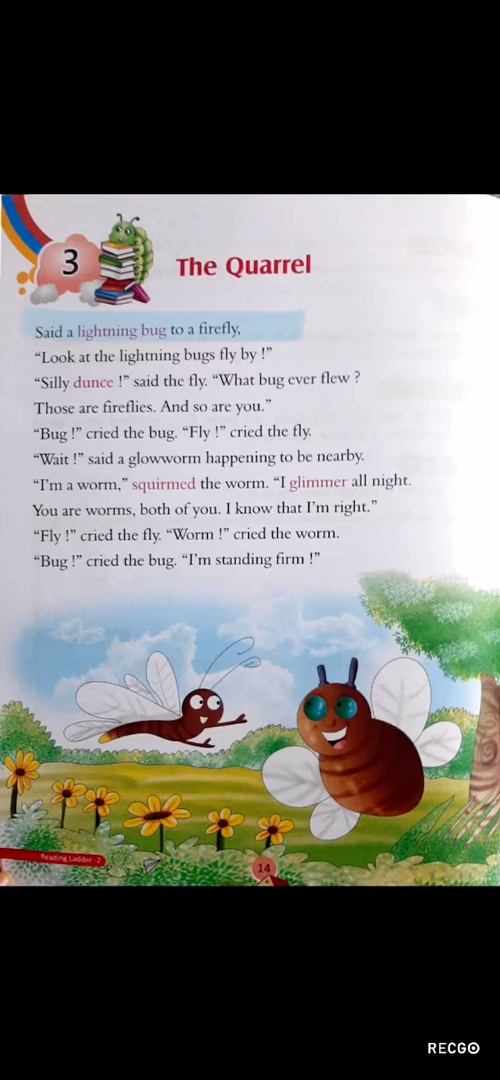 3
The Quarrel
Said a lightning bug to a firefly,
“Look at the lightning bugs fly by !”
“Silly dunce !” said the fly. “What bug ever flew ?
Those are fireflies. And so are you.”
“Bug !” cried the bug. “Fly !” cried the fly.
“Wait !” said a glowworm happening to be nearby.
“I’m a worm,” squirmed the worm. “I glimmer all night.
You are worms, both of you. I know that I’m right.”
“Fly !” cried the fly. “Worm !” cried the worm.
“Bug !” cried the bug. “I’m standing firm !”
Reading Ladder -2
14
RECGO